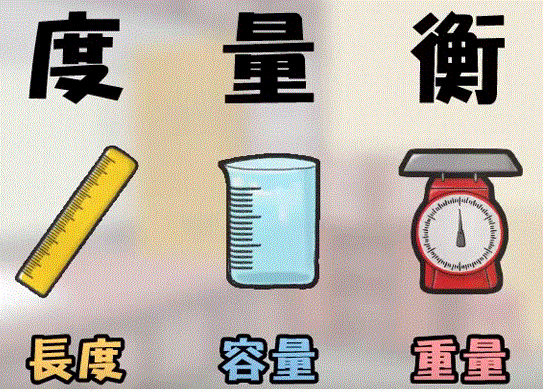 度 量 衡
長度 容量 重量